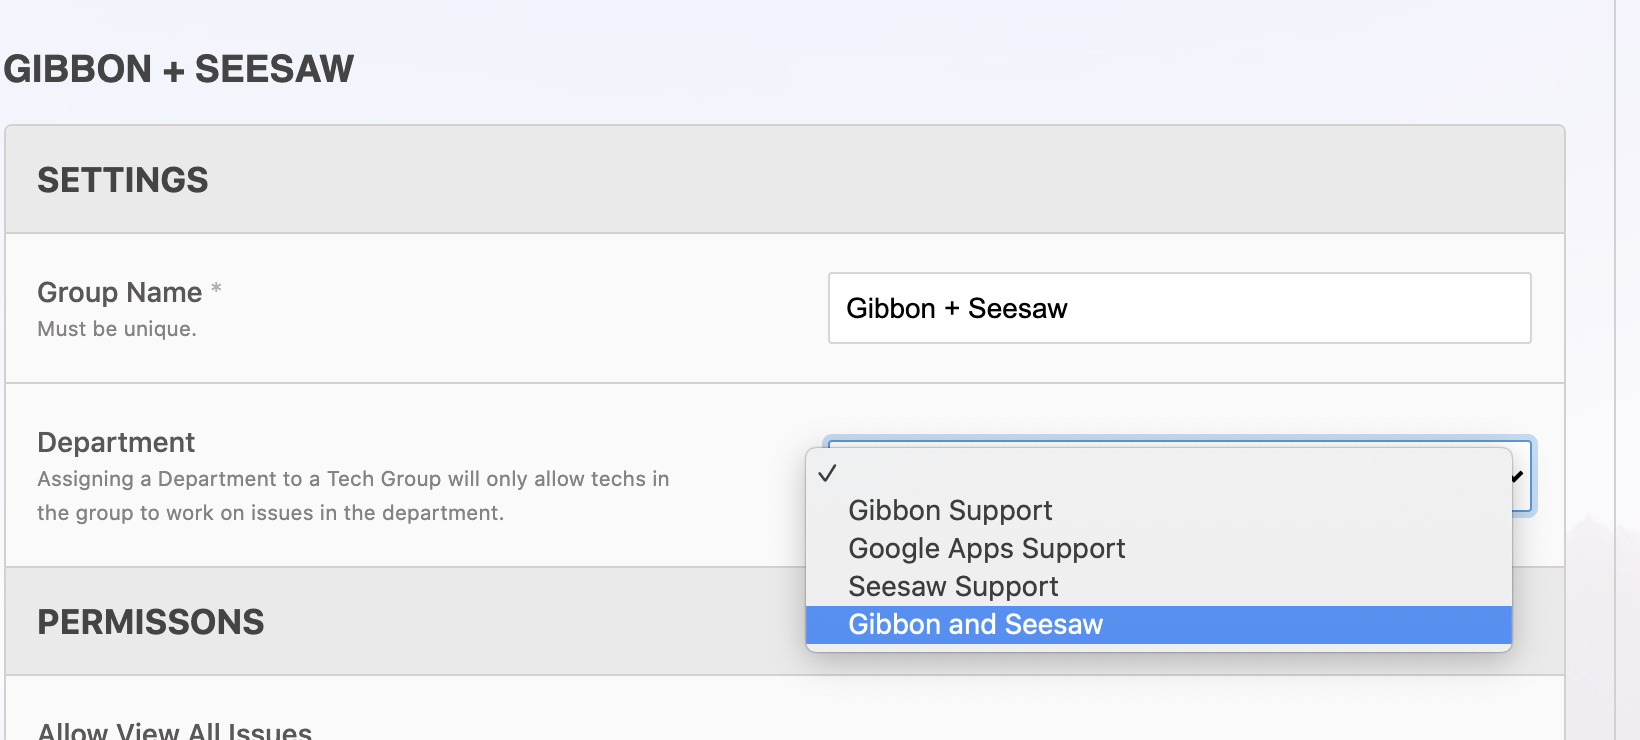 GIBBON + SEESAW
SETTINGS
Group Name *
Must be unique.
Gibbon + Seesaw
Department
Assigning a Department to a Tech Group will only allow techs in
the group to work on issues in the department.
Gibbon Support
Google Apps Support
Seesaw Support
Gibbon and Seesaw
PERMISSONS
Allow View All Issues